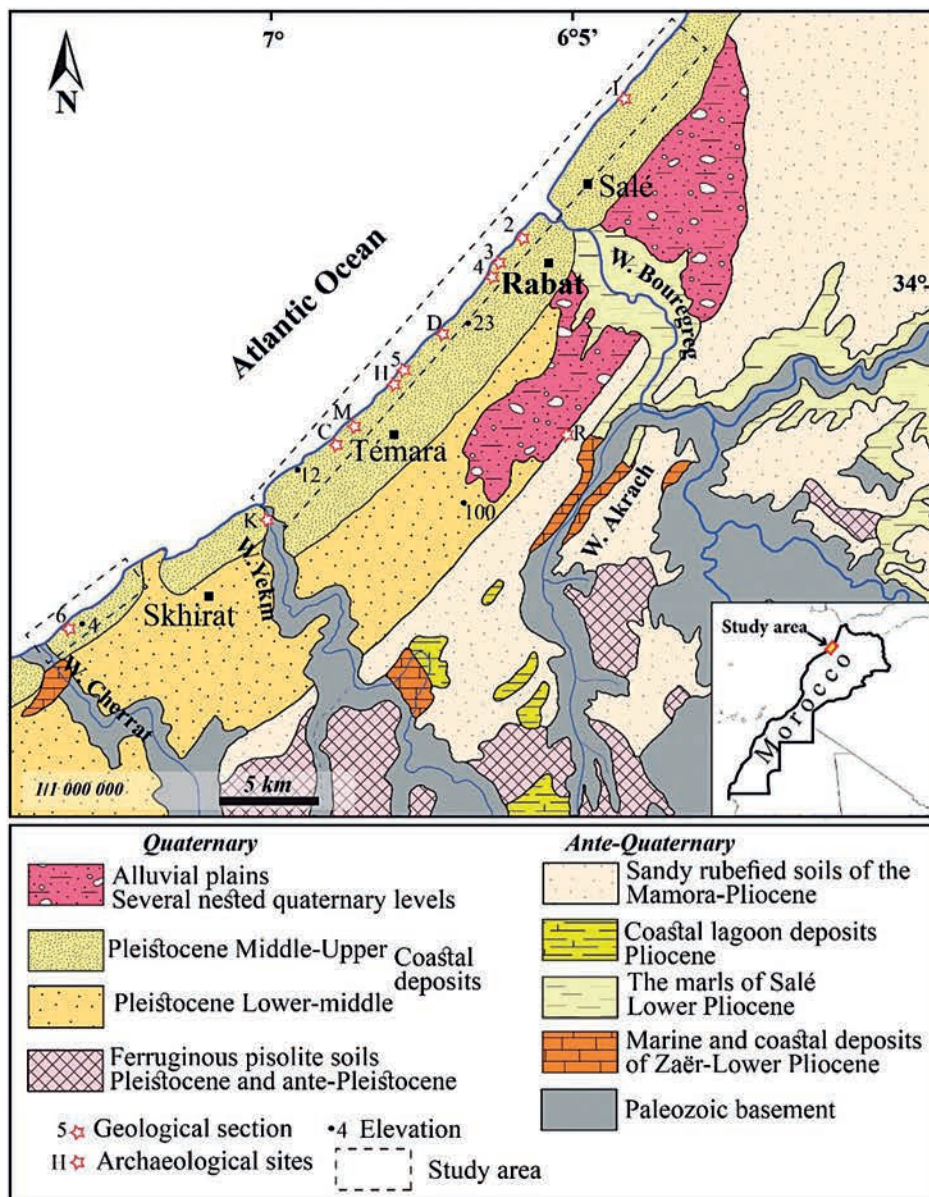 7°
6°5'
N
1
Salé
2
3
4
Rabat
W. Bouregreg
34°
Atlantic Ocean
D
23
5
H
M
C
Témara
R
12
100
W. Akrach
K
W. Yekm
Skhirat
6
4
W. Cherrat
Study area
Morocco
1/1 000 000
5 km
Quaternary
Alluvial plains
Several nested quaternary levels
Pleistocene Middle-Upper
Coastal
deposits
Pleistocene Lower-middle
Ferruginous pisolite soils
Pleistocene and ante-Pleistocene
5 Geological section
4 Elevation
H Archaeological sites
Study area
Ante-Quaternary
Sandy rubefied soils of the
Mamora-Pliocene
Coastal lagoon deposits
Pliocene
The marls of Salé
Lower Pliocene
Marine and coastal deposits
of Zaër-Lower Pliocene
Paleozoic basement